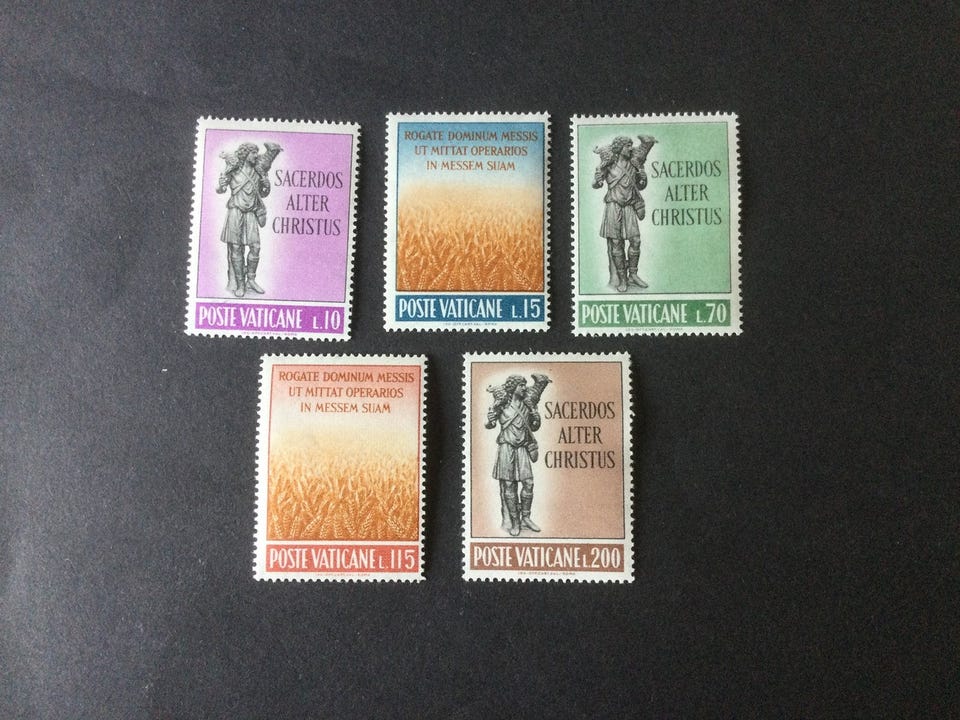 SACERDOS
ALTER
CHRISTUS
POSTE VATICANE L.10
ROGATE DOMINUM MESSIS
UT MITTAT OPERARIOS
IN MESSEM SUAM
POSTE VATICANE L.15
SACERDOS
ALTER
CHRISTUS
POSTE VATICANE L.70
ROGATE DOMINUM MESSIS
UT MITTAT OPERARIOS
IN MESSEM SUAM
POSTE VATICANE L.115
SACERDOS
ALTER
CHRISTUS
POSTE VATICANE L.200